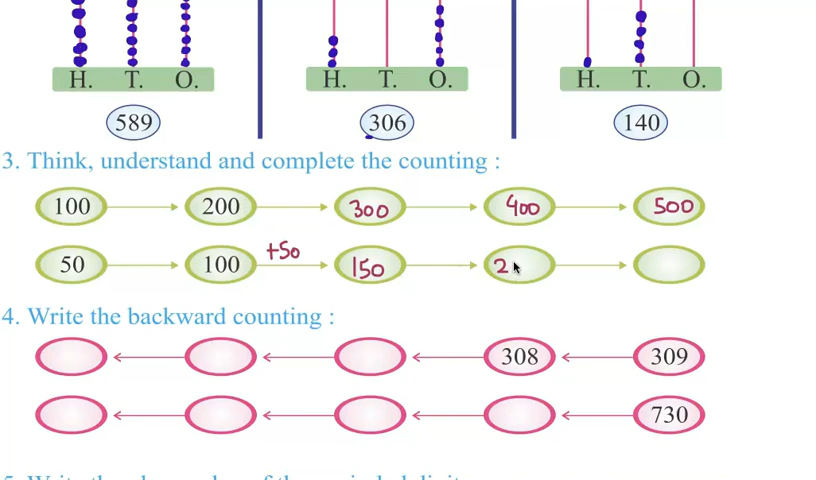 H. T. O. H. T. O. H. T. O.
589 306 140
3. Think, understand and complete the counting :
100 200 300 400 500
50 100 +50 150 2
4. Write the backward counting :
308 309
730